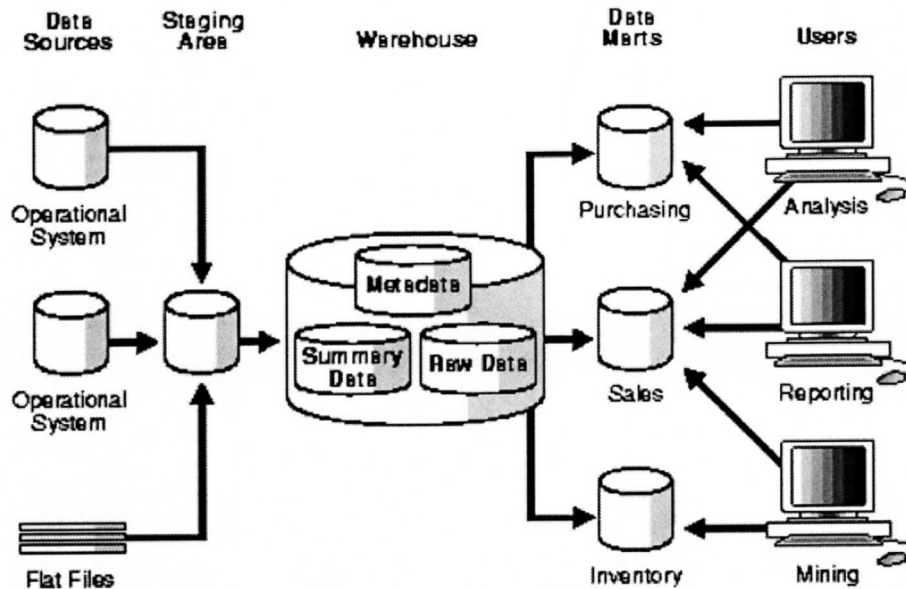 Data
Sources
Staging
Area
Warehouse
Data
Marts
Users
Operational
System
Purchasing
Analysis
Metadata
Summary
Data
Raw Data
Operational
System
Sales
Reporting
Flat Files
Inventory
Mining